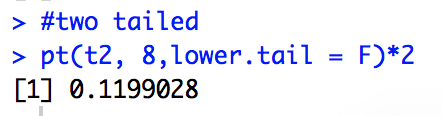 > #two tailed
> pt(t2, 8,lower.tail = F)*2
[1] 0.1199028